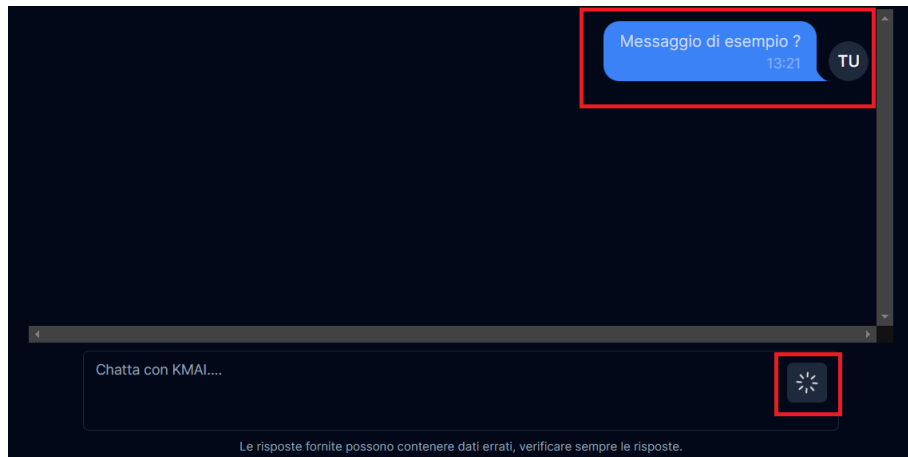 Messaggio di esempio ?
13:21
TU
Chatta con KMAI....
Le risposte fornite possono contenere dati errati, verificare sempre le risposte.